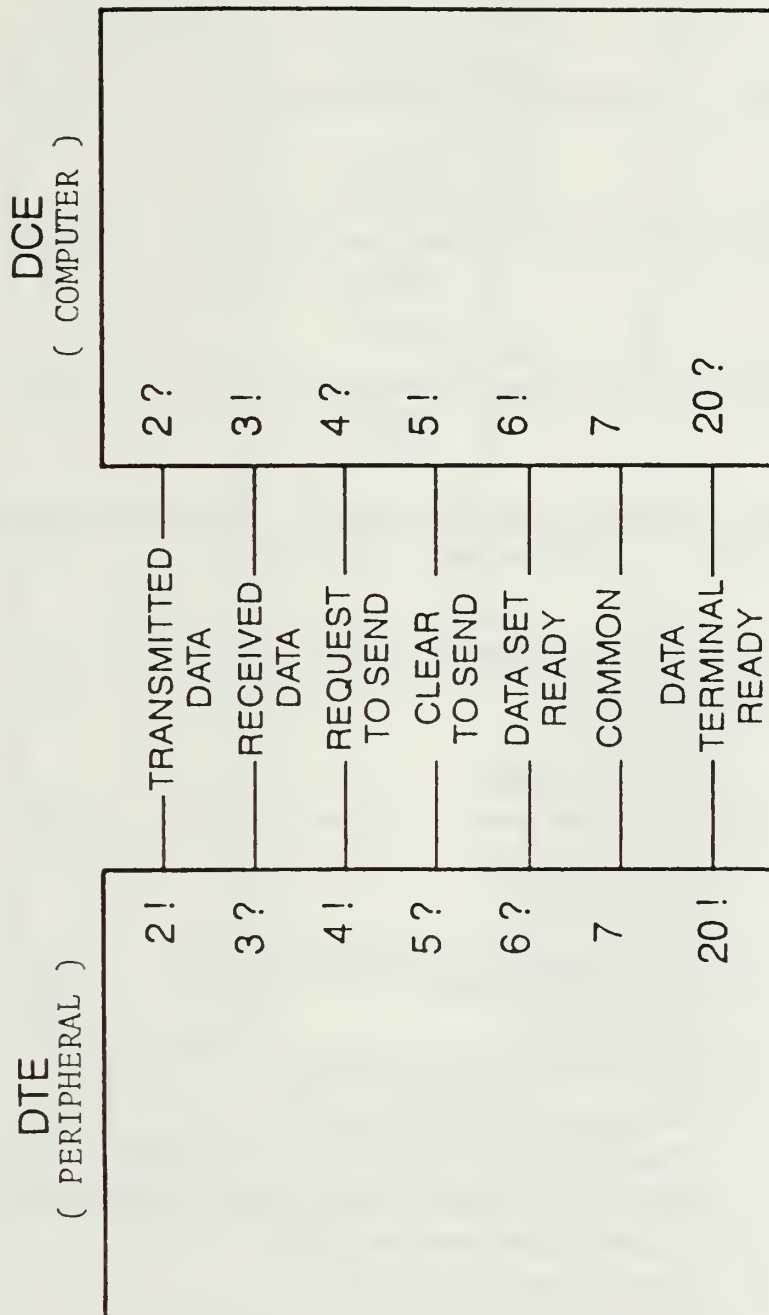 DTE
( PERIPHERAL )
DCE
( COMPUTER )
2! TRANSMITTED 2?
DATA
3? RECEIVED 3!
DATA
4! REQUEST 4?
TO SEND
5? CLEAR 5!
TO SEND
6? DATA SET 6!
READY
7 COMMON 7
DATA
20! TERMINAL 20?
READY